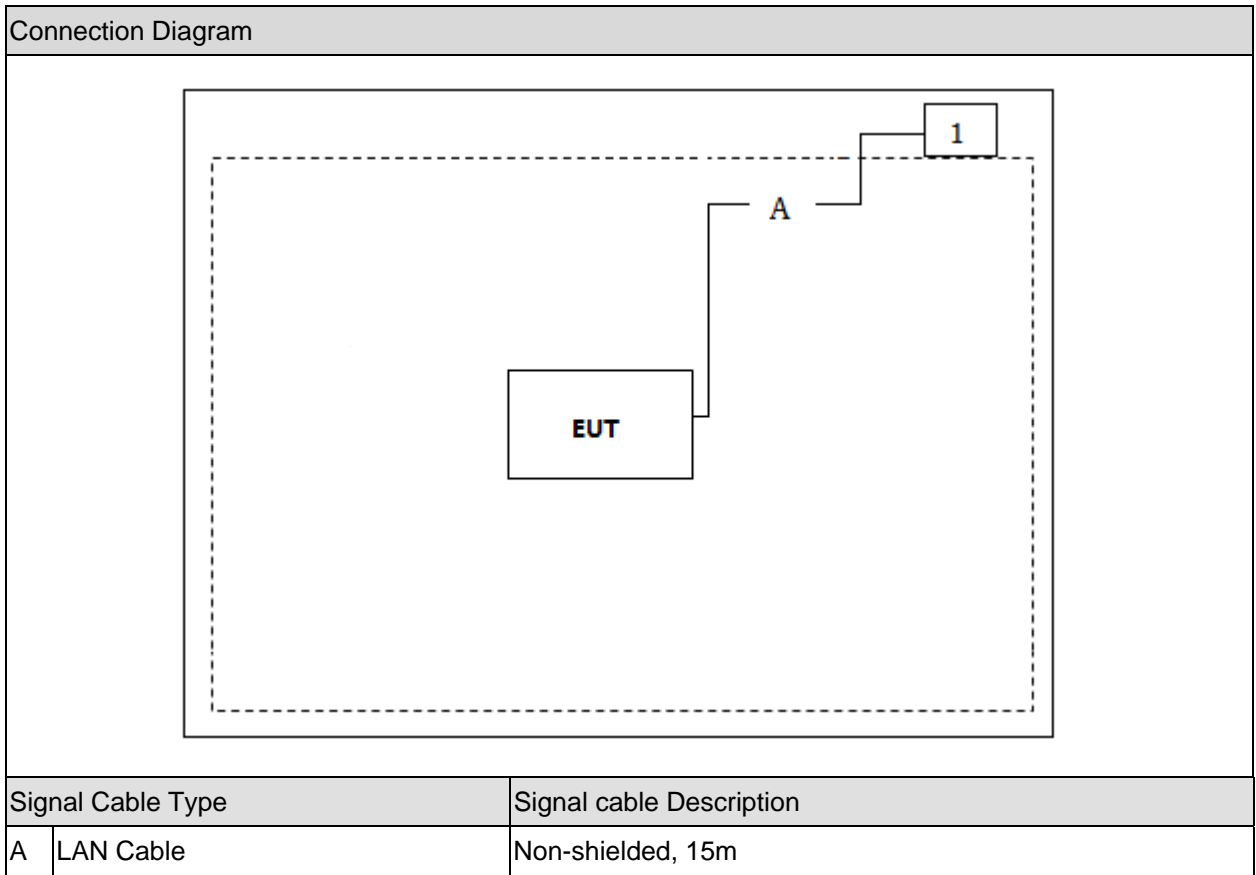 Connection Diagram
1
A
EUT
Signal Cable Type Signal cable Description
A LAN Cable Non-shielded, 15m